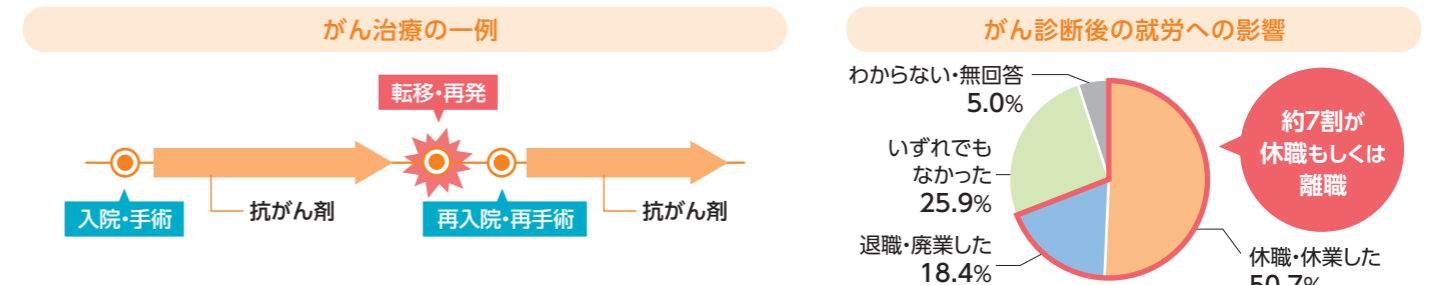 がん治療の一例
転移・再発
入院・手術
抗がん剤
再入院・再手術
抗がん剤
がん診断後の就労への影響
わからない・無回答
5.0%
いずれでも
なかった
25.9%
退職・廃業した
18.4%
約7割が
休職もしくは
離職
休職・休業した
50.7%